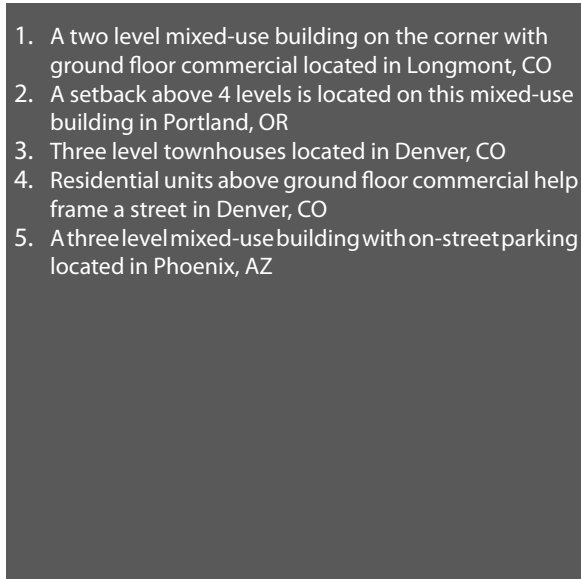 1. A two level mixed-use building on the corner with
ground floor commercial located in Longmont, CO
2. A setback above 4 levels is located on this mixed-use
building in Portland, OR
3. Three level townhouses located in Denver, CO
4. Residential units above ground floor commercial help
frame a street in Denver, CO
5. A three level mixed-use building with on-street parking
located in Phoenix, AZ